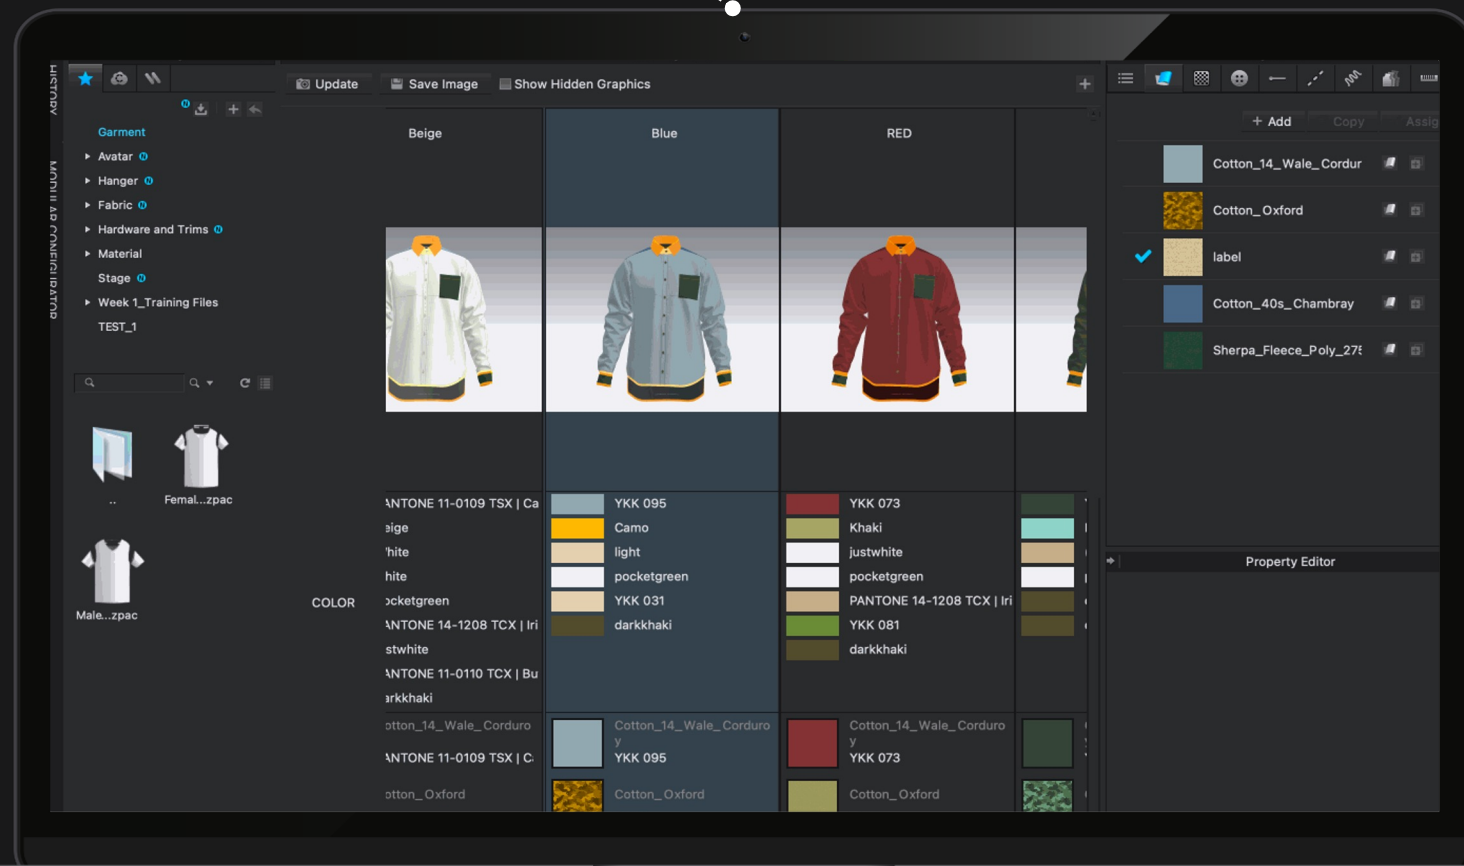 HISTORY
MODULAR CONFIGURATOR
Update
Save Image
Show Hidden Graphics
Garment
Avatar N
Hanger N
Fabric N
Hardware and Trims N
Material
Stage N
Week 1_Training Files
TEST_1
..
Femal...zpac
Male...zpac
Beige
Blue
RED
COLOR
ANTONE 11-0109 TSX | Ca
eige
hite
hite
ocketgreen
ANTONE 14-1208 TCX | Iri
stwhite
ANTONE 11-0110 TCX | Bu
arkkhaki
YKK 095
Camo
light
pocketgreen
YKK 031
darkkhaki
YKK 073
Khaki
justwhite
pocketgreen
PANTONE 14-1208 TCX | Iri
YKK 081
darkkhaki
otton_14_Wale_Corduro
ANTONE 11-0109 TSX | C
otton_Oxford
Cotton_14_Wale_Corduro
y
YKK 095
Cotton_Oxford
Cotton_14_Wale_Corduro
y
YKK 073
Cotton_Oxford
+ Add
Copy
Assig
Cotton_14_Wale_Cordur
Cotton_Oxford
label
Cotton_40s_Chambray
Sherpa_Fleece_Poly_275
Property Editor